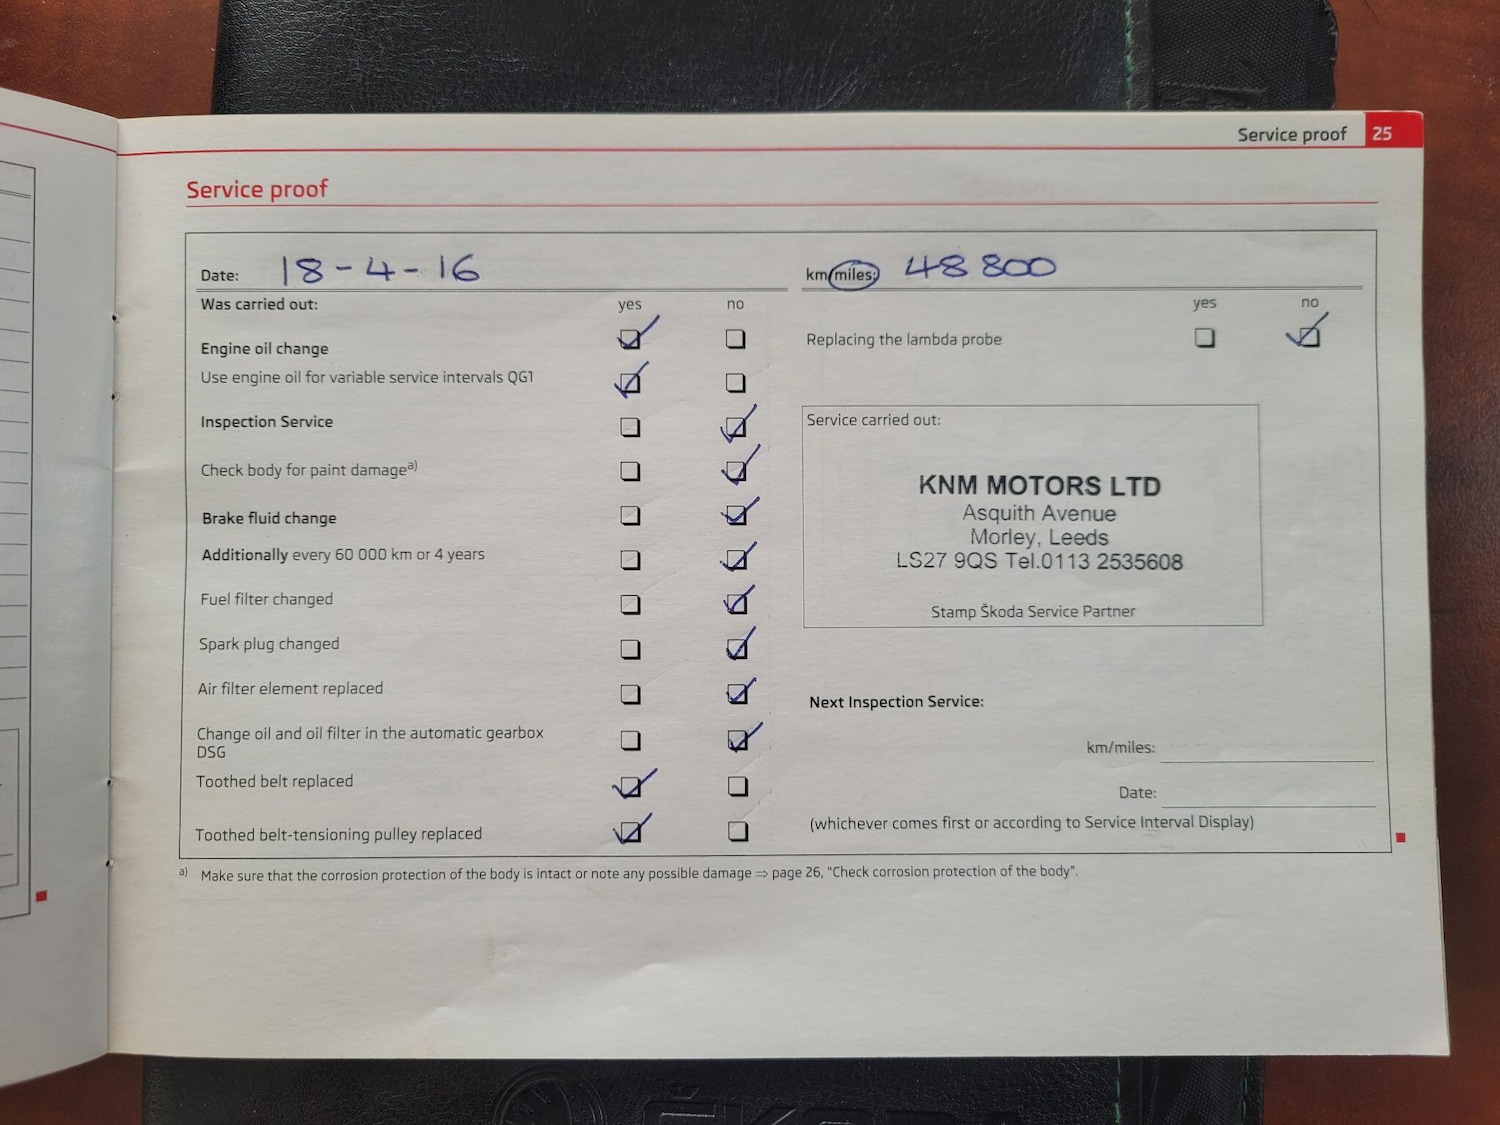 Service proof 25
Service proof
Date: 18-4-16
km/miles: 48 800
Was carried out: yes no
Engine oil change
Use engine oil for variable service intervals QG1
Inspection Service
Check body for paint damage a)
Brake fluid change
Additionally every 60 000 km or 4 years
Fuel filter changed
Spark plug changed
Air filter element replaced
Change oil and oil filter in the automatic gearbox
DSG
Toothed belt replaced
Toothed belt-tensioning pulley replaced
yes no
Replacing the lambda probe
Service carried out:
KNM MOTORS LTD
Asquith Avenue
Morley, Leeds
LS27 9QS Tel.0113 2535608
Stamp Škoda Service Partner
Next Inspection Service:
km/miles:
Date:
(whichever comes first or according to Service Interval Display)
a) Make sure that the corrosion protection of the body is intact or note any possible damage ⇒ page 26, "Check corrosion protection of the body".
ŠKODA